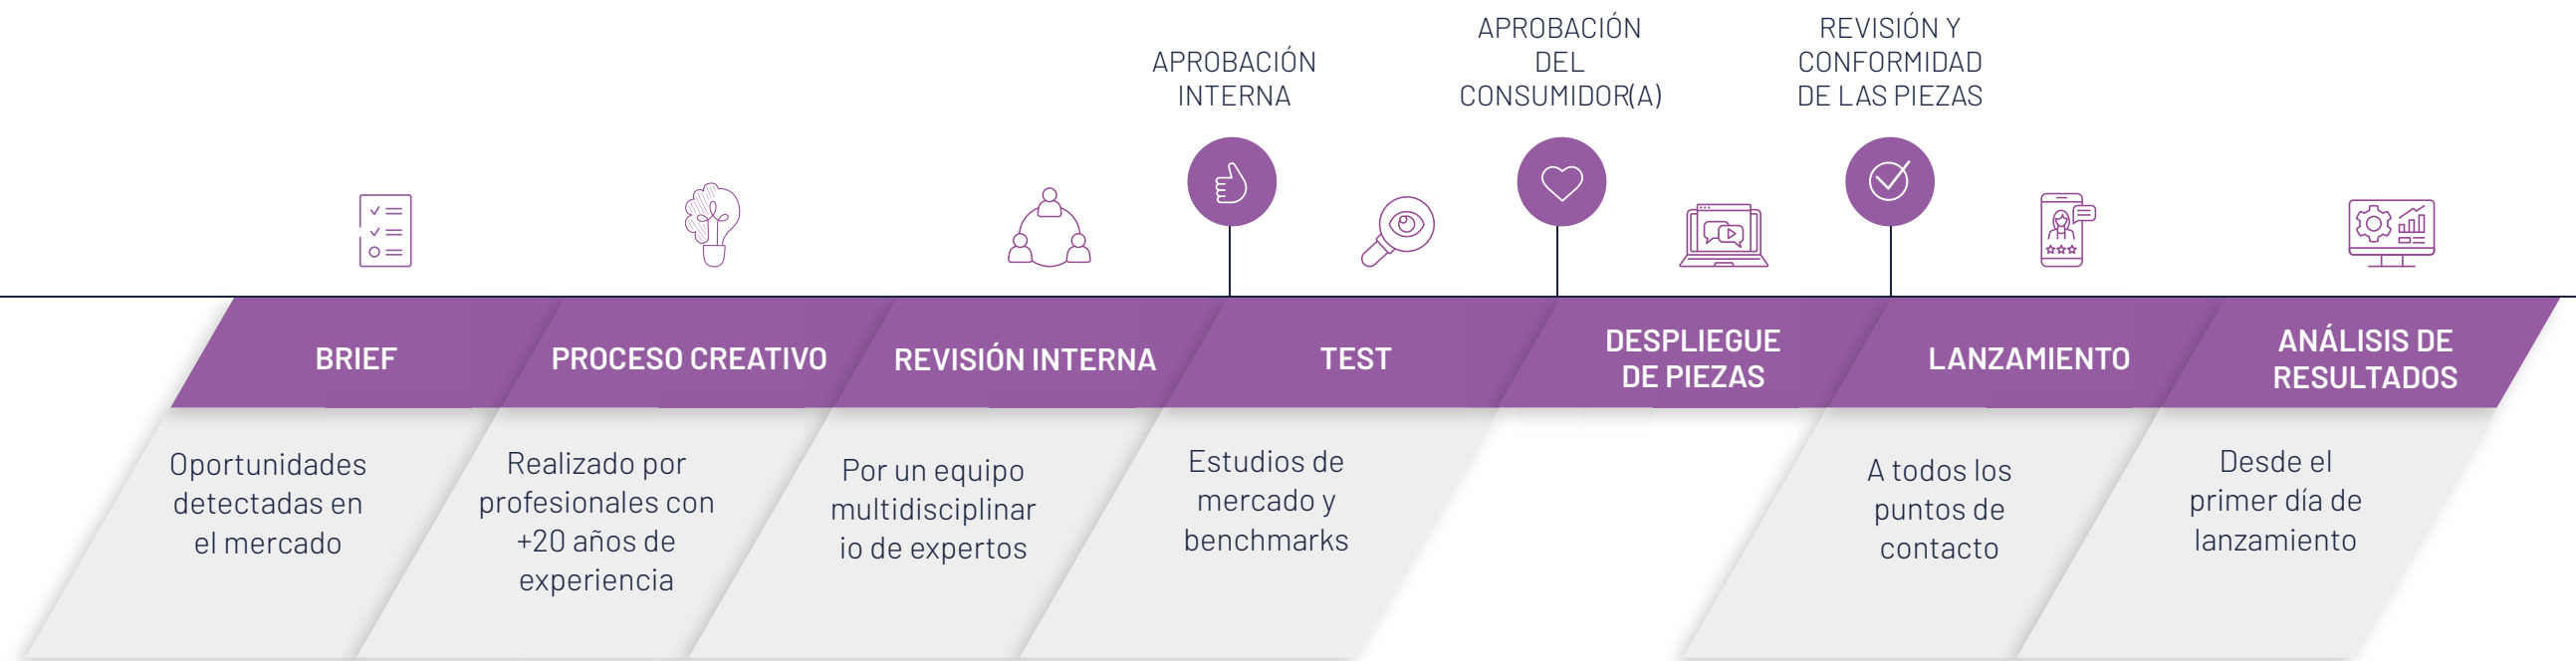 APROBACIÓN
INTERNA
APROBACIÓN
DEL
CONSUMIDOR(A)
REVISIÓN Y
CONFORMIDAD
DE LAS PIEZAS
BRIEF
PROCESO CREATIVO
REVISIÓN INTERNA
TEST
DESPLIEGUE
DE PIEZAS
LANZAMIENTO
ANÁLISIS DE
RESULTADOS
Oportunidades
detectadas en
el mercado
Realizado por
profesionales con
+20 años de
experiencia
Por un equipo
multidisciplinar
io de expertos
Estudios de
mercado y
benchmarks
A todos los
puntos de
contacto
Desde el
primer día de
lanzamiento